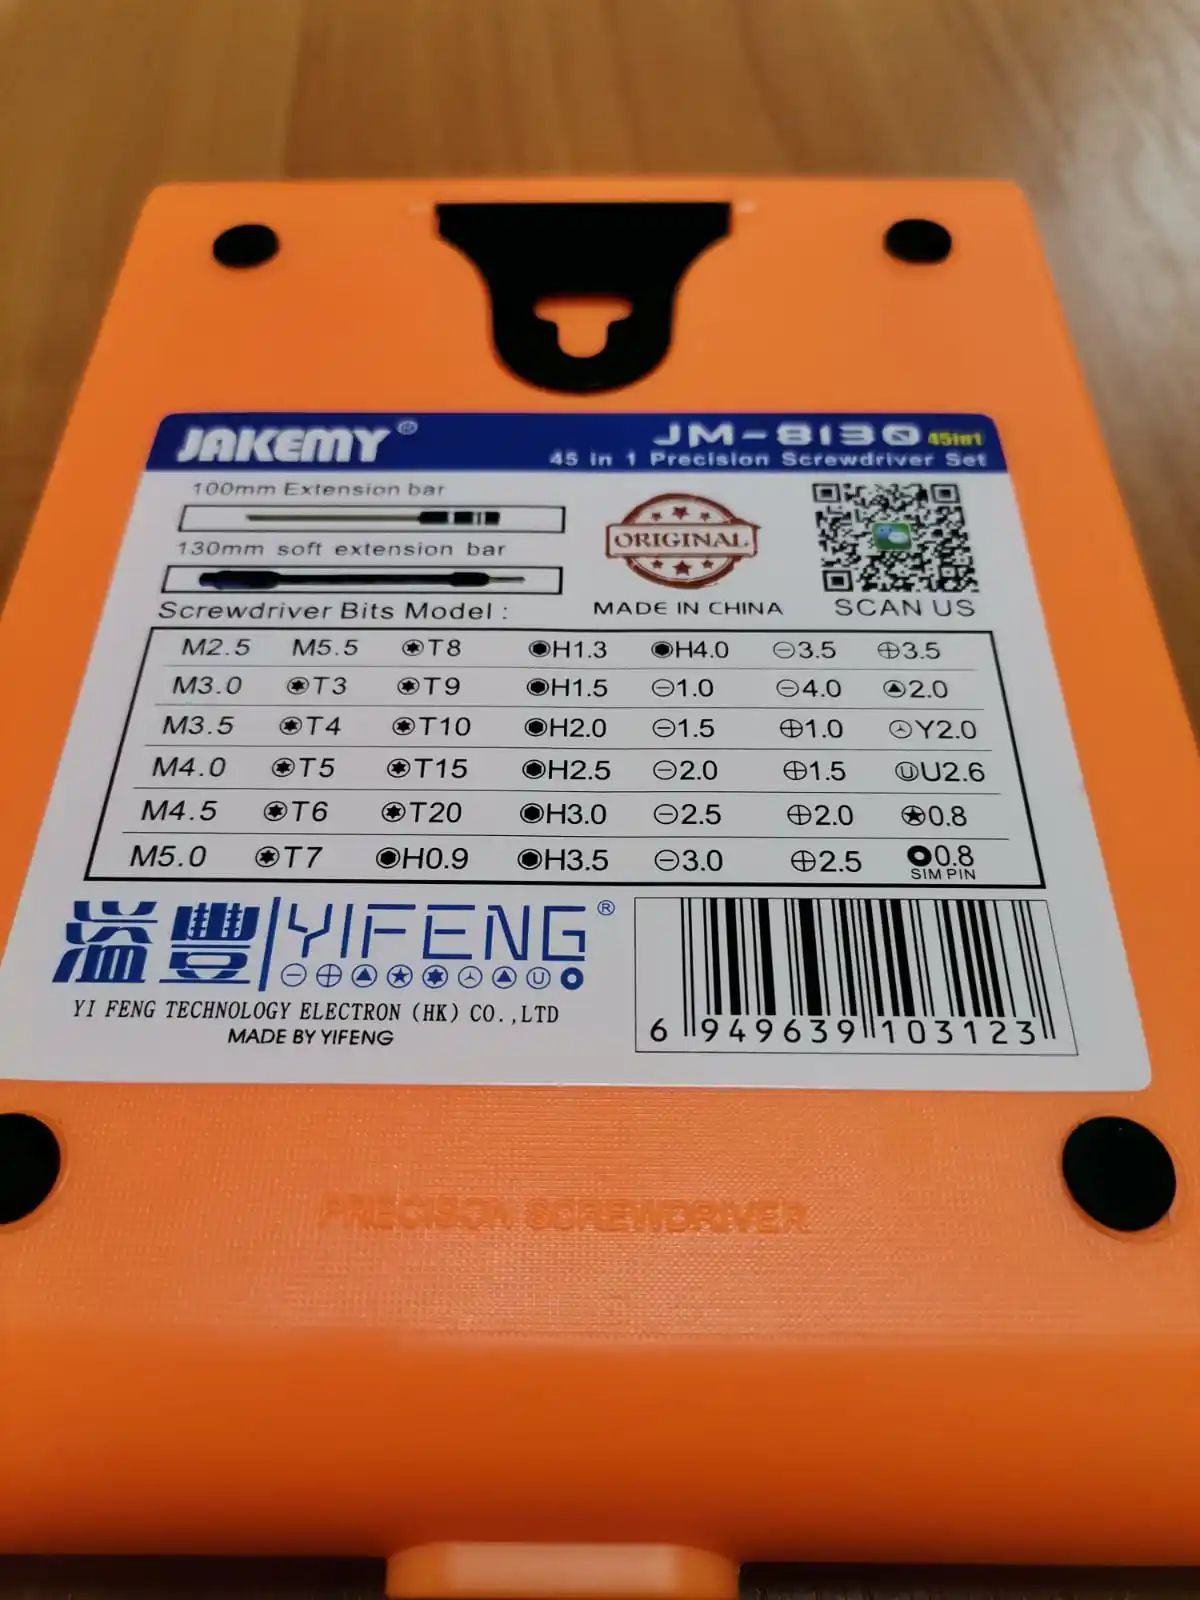 JAKEMY®
JM-8130 45in1
45 in 1 Precision Screwdriver Set
100mm Extension bar
130mm soft extension bar
ORIGINAL
MADE IN CHINA
SCAN US
Screwdriver Bits Model :
M2.5 M5.5 T8 H1.3 H4.0 ⊖3.5 ⊕3.5
M3.0 T3 T9 H1.5 ⊖1.0 ⊖4.0 2.0
M3.5 T4 T10 H2.0 ⊖1.5 ⊕1.0 Y2.0
M4.0 T5 T15 H2.5 ⊖2.0 ⊕1.5 U2.6
M4.5 T6 T20 H3.0 ⊖2.5 ⊕2.0 0.8
M5.0 T7 H0.9 H3.5 ⊖3.0 ⊕2.5 0.8
SIM PIN
溢豐 YIFENG®
YI FENG TECHNOLOGY ELECTRON (HK) CO.,LTD
MADE BY YIFENG
6 949639 103123
PRECISION SCREWDRIVER